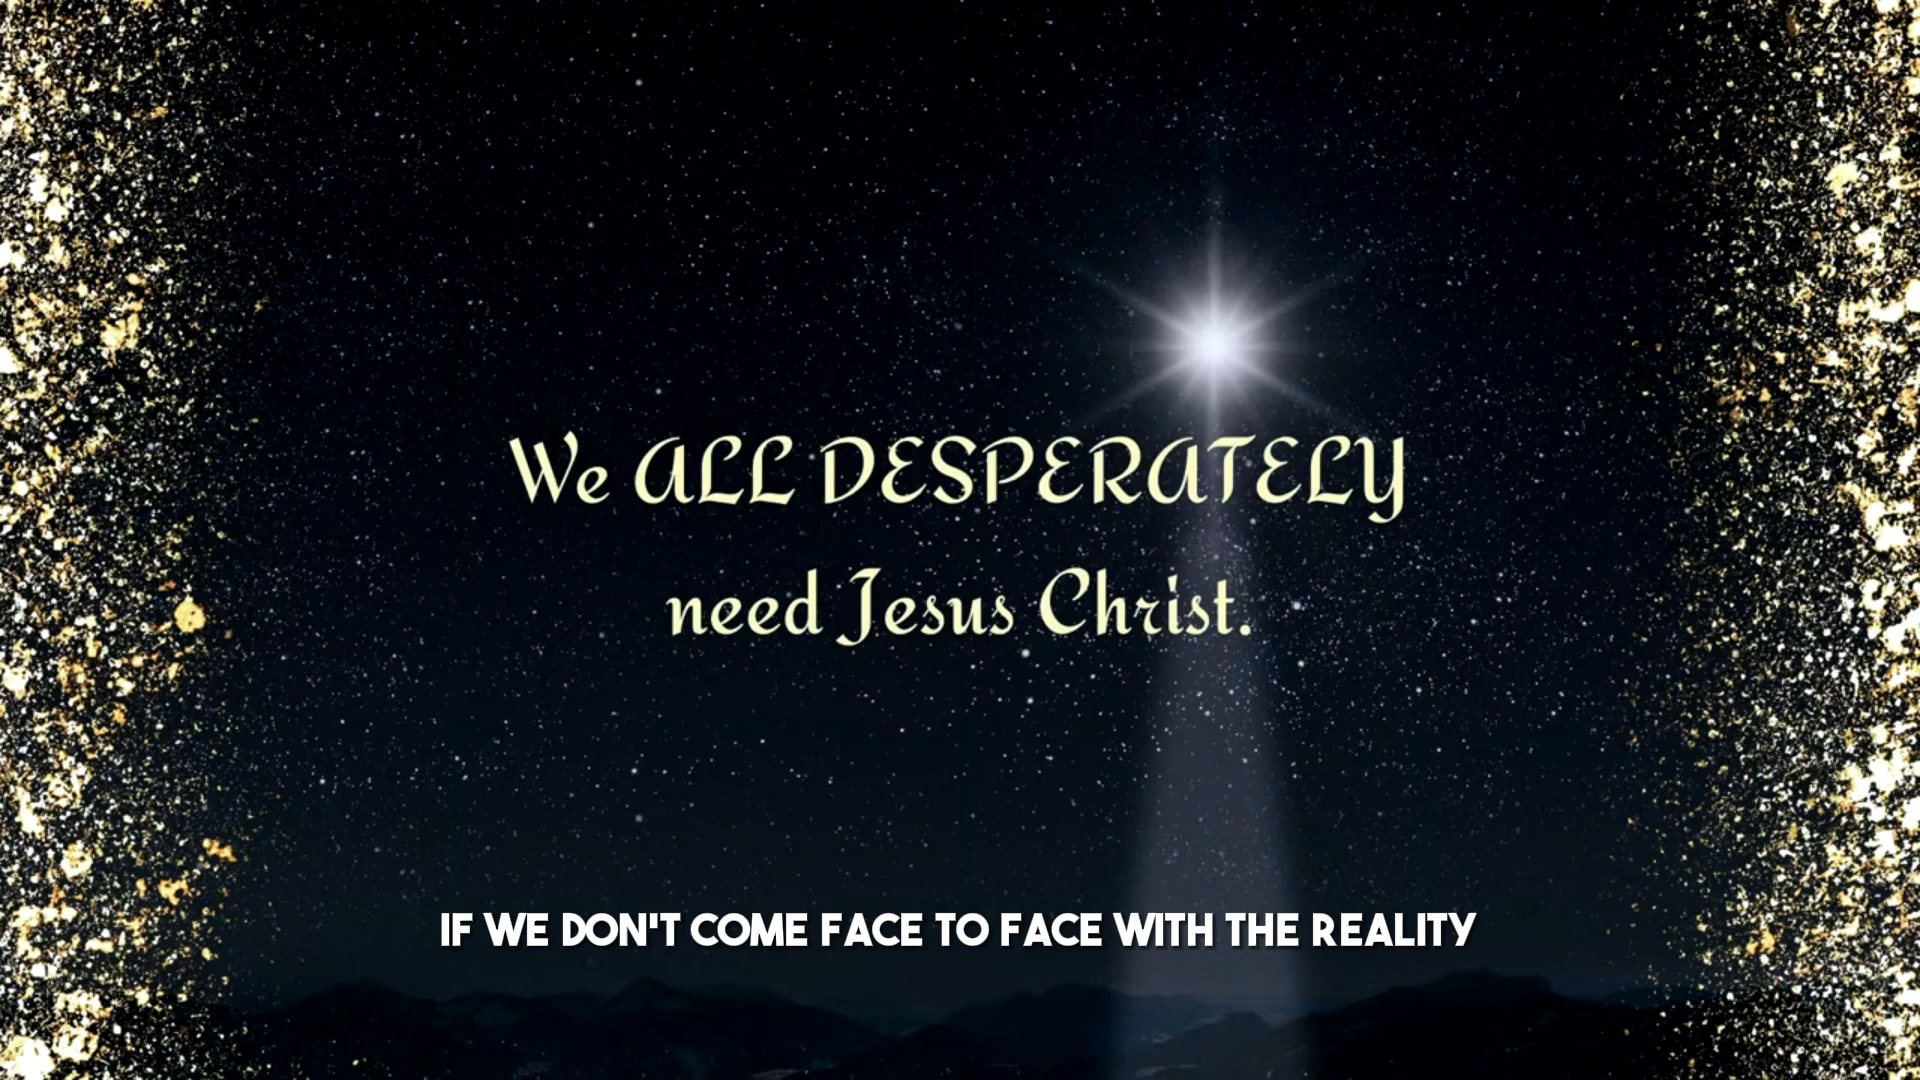 We ALL DESPERATELY
need Jesus Christ.
IF WE DON'T COME FACE TO FACE WITH THE REALITY